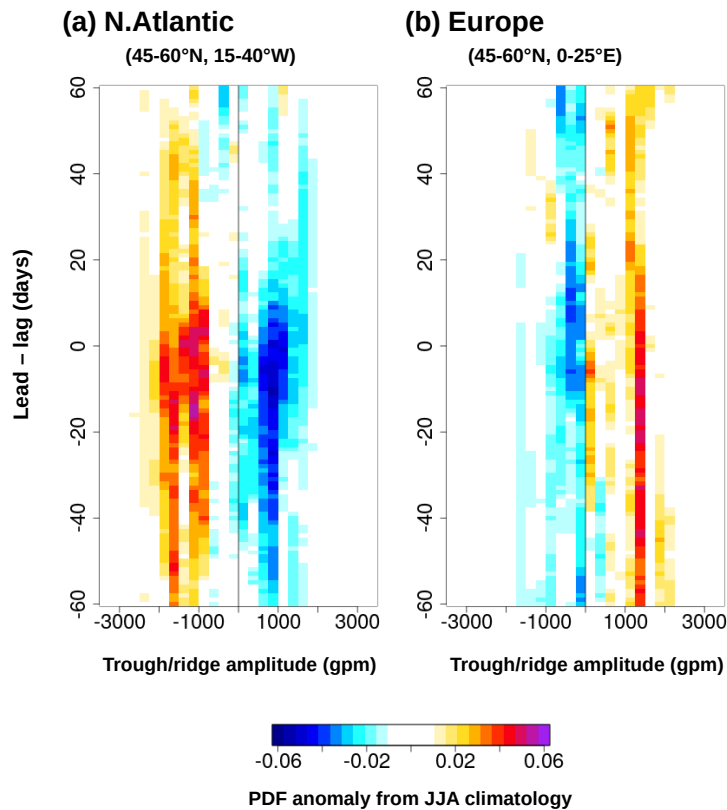 (a) N.Atlantic
(45-60°N, 15-40°W)
(b) Europe
(45-60°N, 0-25°E)
Lead – lag (days)
60
40
20
0
-20
-40
-60
-3000 -1000 1000 3000
Trough/ridge amplitude (gpm)
60
40
20
0
-20
-40
-60
-3000 -1000 1000 3000
Trough/ridge amplitude (gpm)
-0.06 -0.02 0.02 0.06
PDF anomaly from JJA climatology